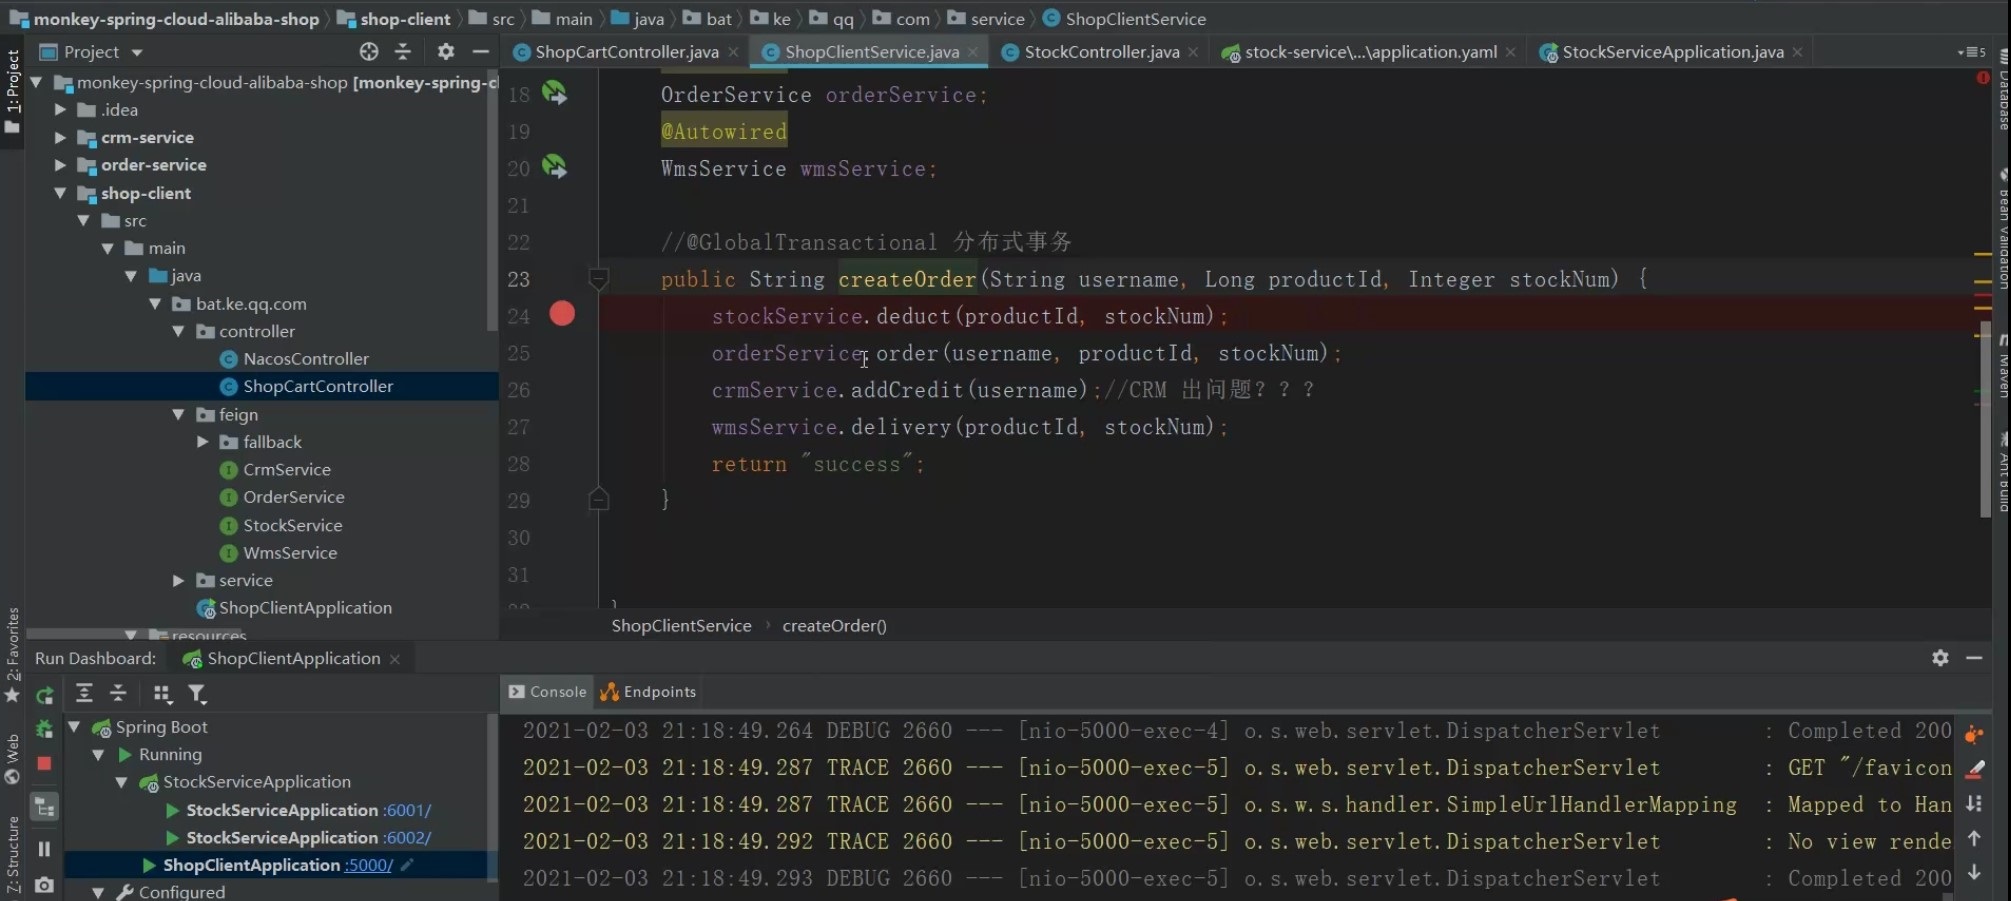 monkey-spring-cloud-alibaba-shop shop-client src main java bat ke qq com service ShopClientService
Project
ShopCartController.java ShopClientService.java StockController.java stock-service\...\application.yaml StockServiceApplication.java 5
1: Project
monkey-spring-cloud-alibaba-shop [monkey-spring-cl
.idea
crm-service
order-service
shop-client
src
main
java
bat.ke.qq.com
controller
NacosController
ShopCartController
feign
fallback
CrmService
OrderService
StockService
WmsService
service
ShopClientApplication
resources
18 OrderService orderService;
19 @Autowired
20 WmsService wmsService;
21
22 //@GlobalTransactional 分布式事务
23 public String createOrder(String username, Long productId, Integer stockNum) {
24 stockService.deduct(productId, stockNum);
25 orderService.order(username, productId, stockNum);
26 crmService.addCredit(username);//CRM 出问题？？？
27 wmsService.delivery(productId, stockNum);
28 return "success";
29 }
30
31
ShopClientService createOrder()
Database
Bean Validation
Maven
Ant Build
2: Favorites
Web
Z: Structure
Run Dashboard: ShopClientApplication
Console Endpoints
Spring Boot
Running
StockServiceApplication
StockServiceApplication :6001/
StockServiceApplication :6002/
ShopClientApplication :5000/
Configured
2021-02-03 21:18:49.264 DEBUG 2660 --- [nio-5000-exec-4] o.s.web.servlet.DispatcherServlet : Completed 200
2021-02-03 21:18:49.287 TRACE 2660 --- [nio-5000-exec-5] o.s.web.servlet.DispatcherServlet : GET "/favicon
2021-02-03 21:18:49.287 TRACE 2660 --- [nio-5000-exec-5] o.s.w.s.handler.SimpleUrlHandlerMapping : Mapped to Han
2021-02-03 21:18:49.292 TRACE 2660 --- [nio-5000-exec-5] o.s.web.servlet.DispatcherServlet : No view rende
2021-02-03 21:18:49.293 DEBUG 2660 --- [nio-5000-exec-5] o.s.web.servlet.DispatcherServlet : Completed 200